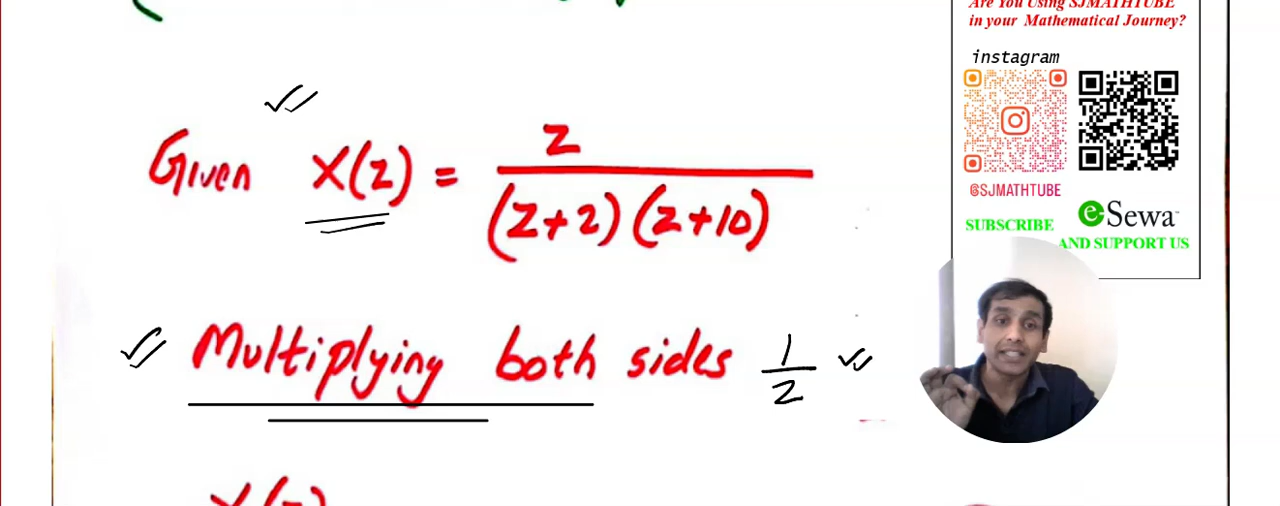 Are You Using SJMATHTUBE
in your Mathematical Journey?
instagram
@SJMATHTUBE
SUBSCRIBE
eSewa
AND SUPPORT US
Given X(z) = z / (z+2)(z+10)
Multiplying both sides 1/z
X(z)